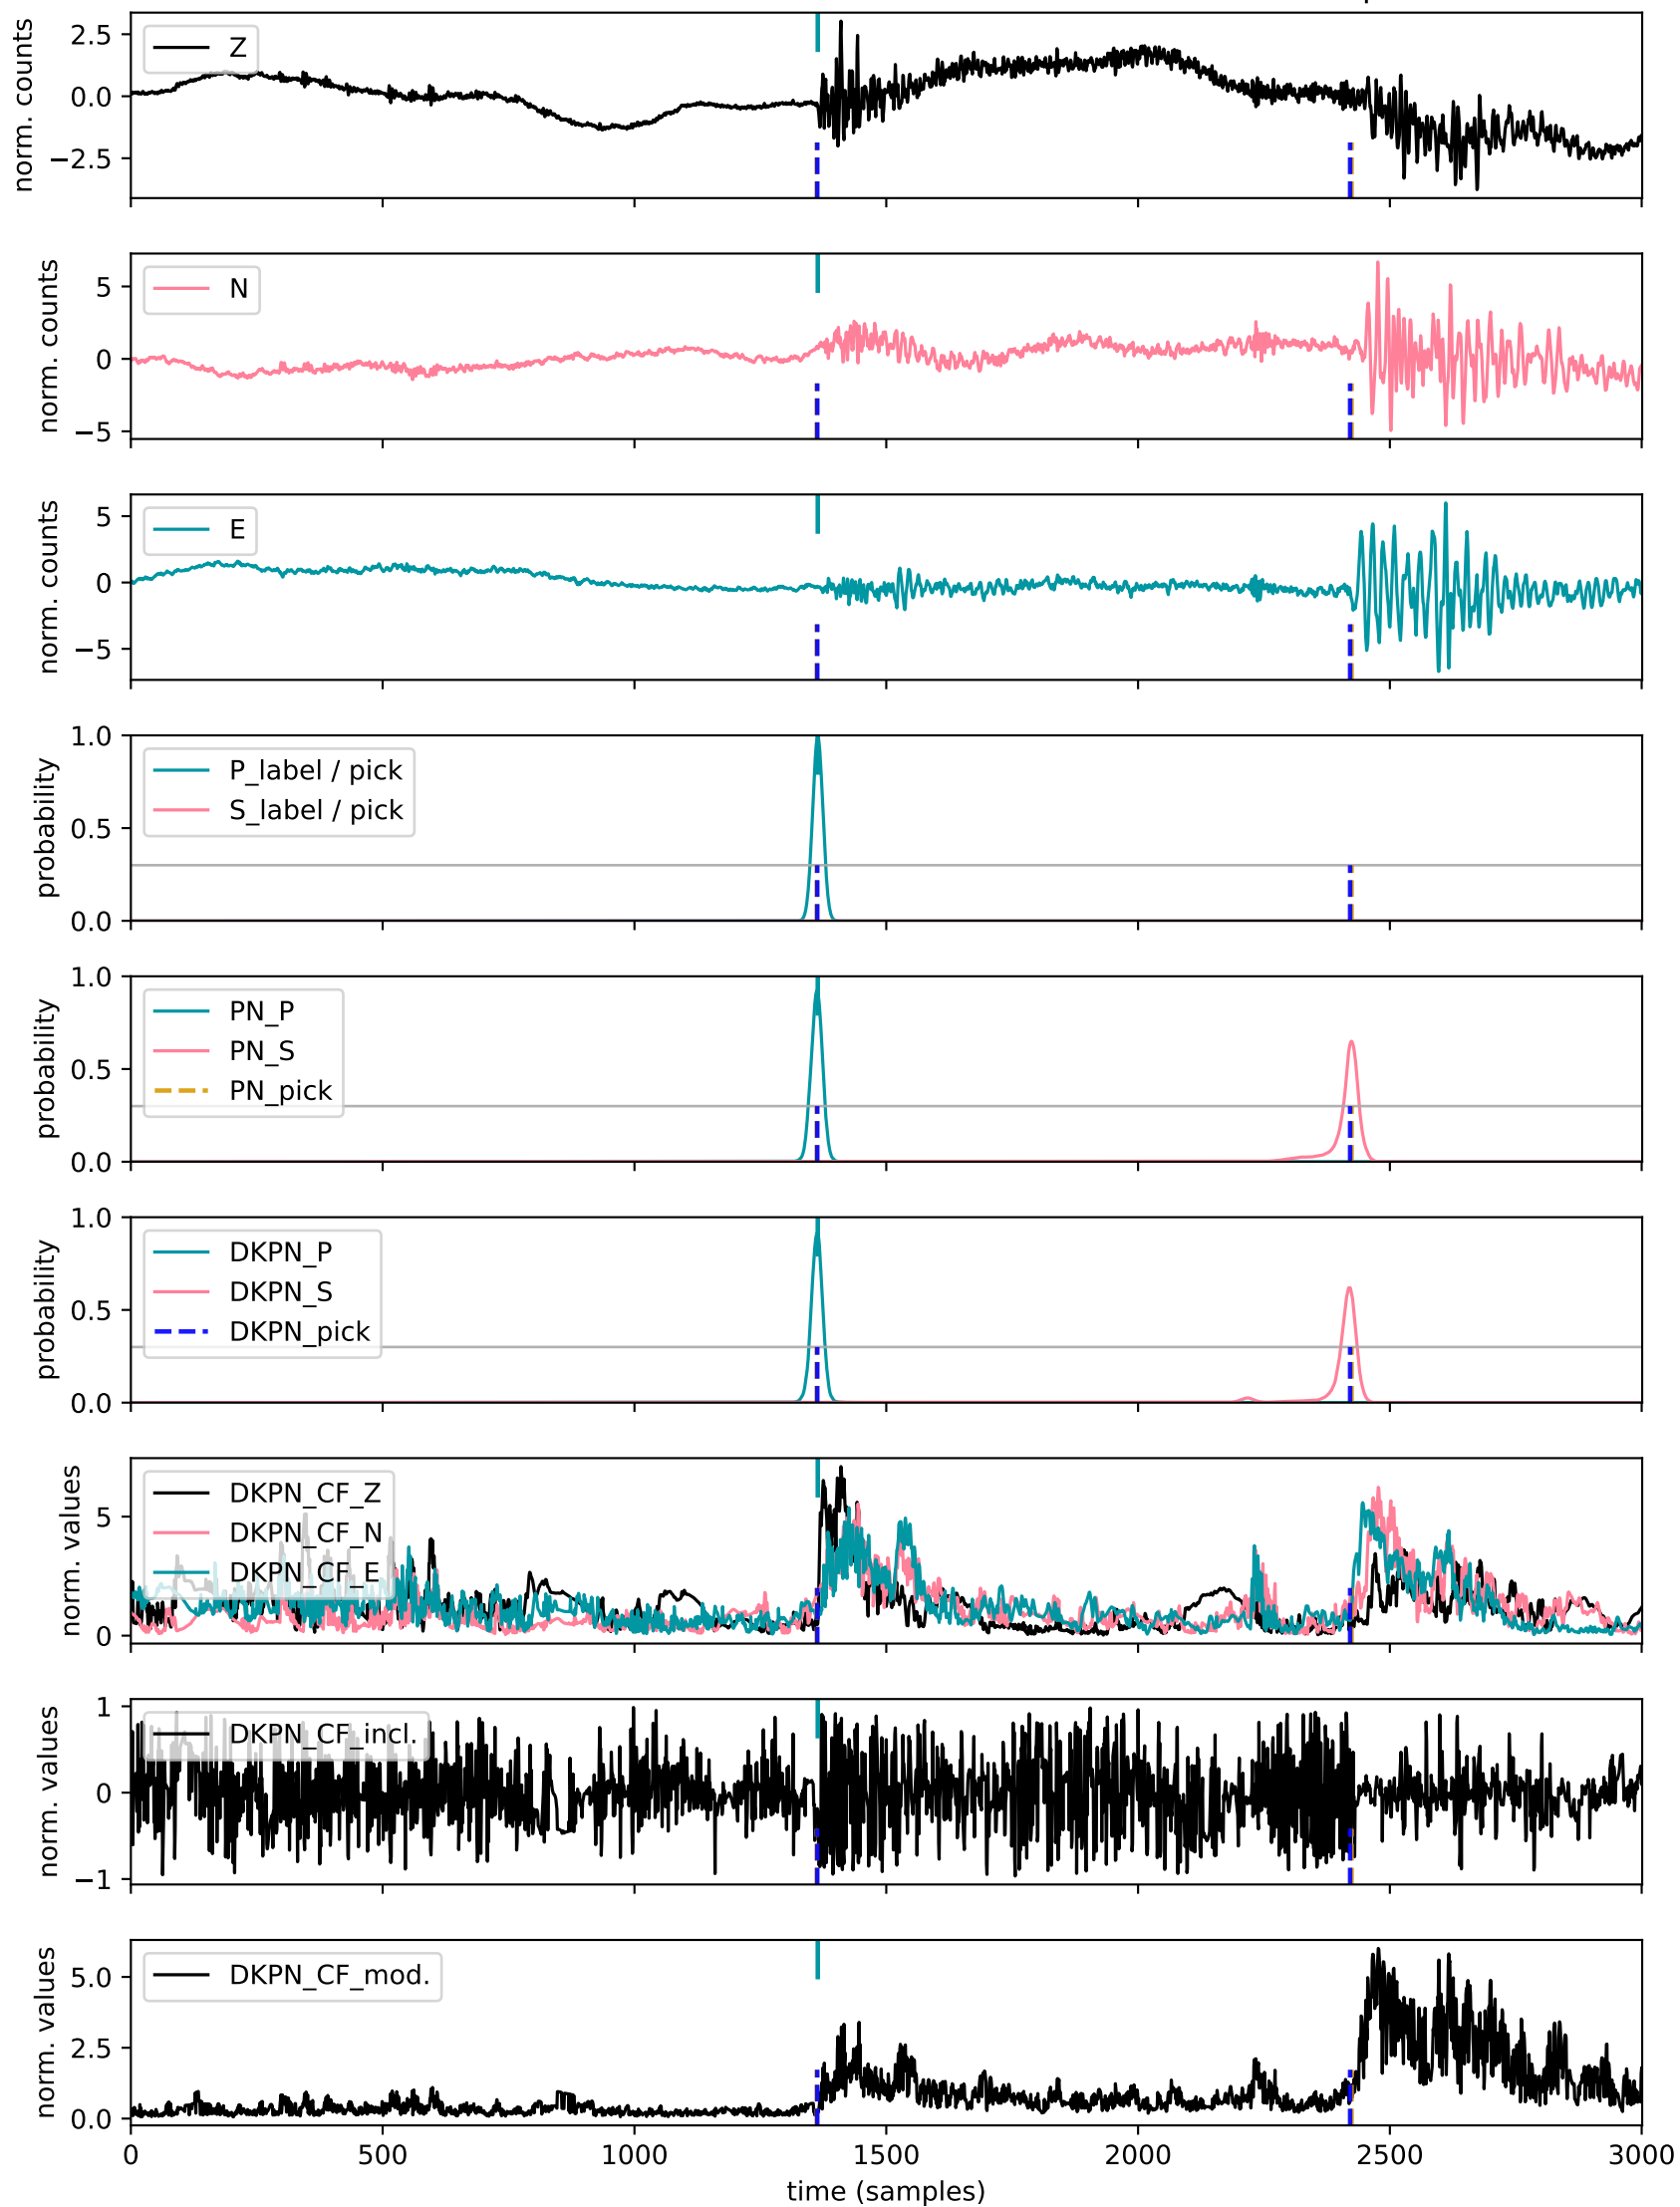 norm. counts
2.5
0.0
−2.5
Z
norm. counts
5
0
−5
N
norm. counts
5
0
−5
E
probability
1.0
0.5
0.0
P_label / pick
S_label / pick
probability
1.0
0.5
0.0
PN_P
PN_S
PN_pick
probability
1.0
0.5
0.0
DKPN_P
DKPN_S
DKPN_pick
norm. values
5
0
DKPN_CF_Z
DKPN_CF_N
DKPN_CF_E
norm. values
1
0
−1
DKPN_CF_incl.
norm. values
5.0
2.5
0.0
DKPN_CF_mod.
0 500 1000 1500 2000 2500 3000
time (samples)